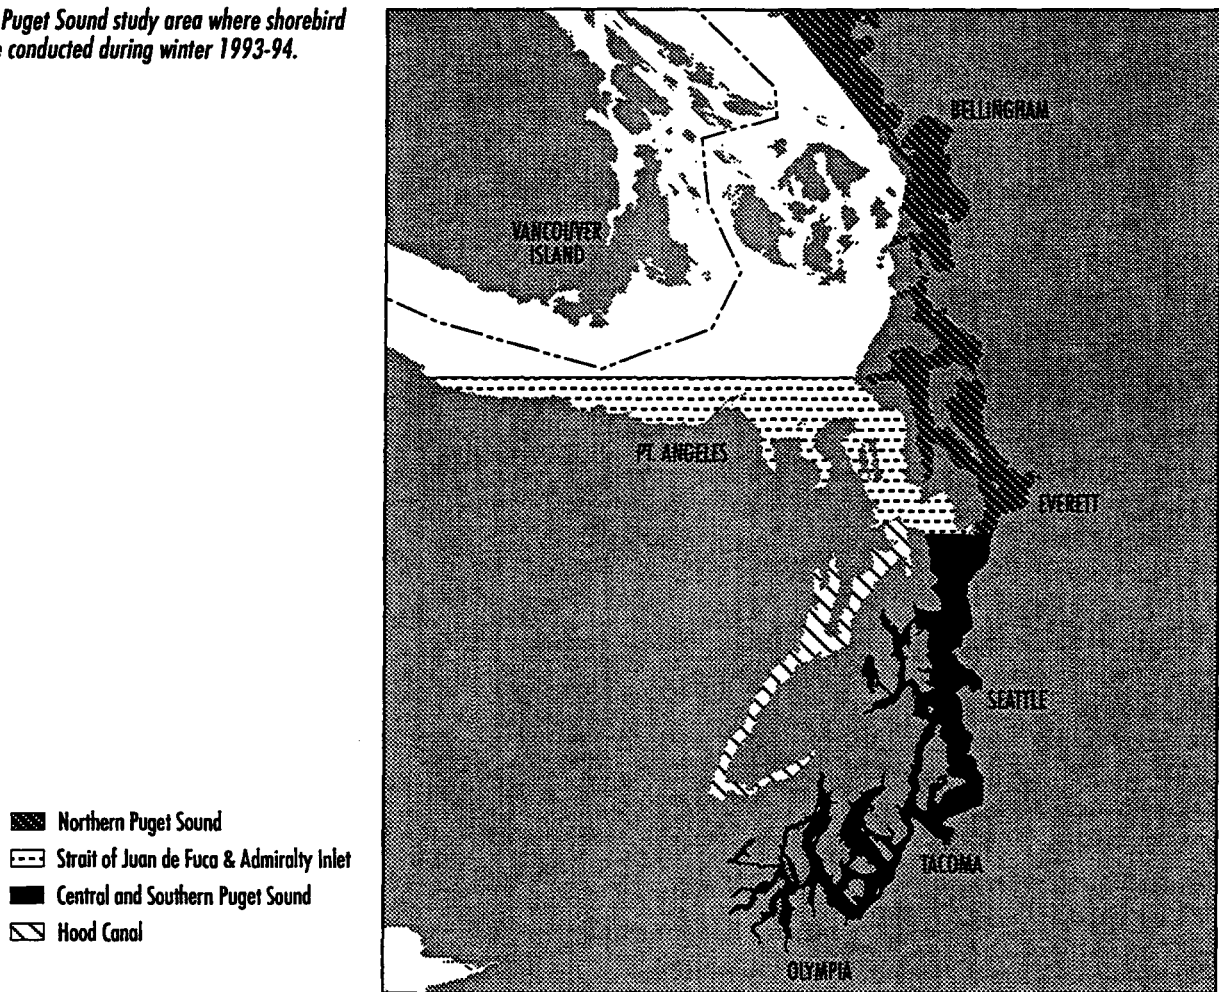 Puget Sound study area where shorebird
conducted during winter 1993-94.
BELLINGHAM
VANCOUVER
ISLAND
PT. ANGELES
EVERETT
SEATTLE
TACOMA
OLYMPIA
Northern Puget Sound
Strait of Juan de Fuca & Admiralty Inlet
Central and Southern Puget Sound
Hood Canal